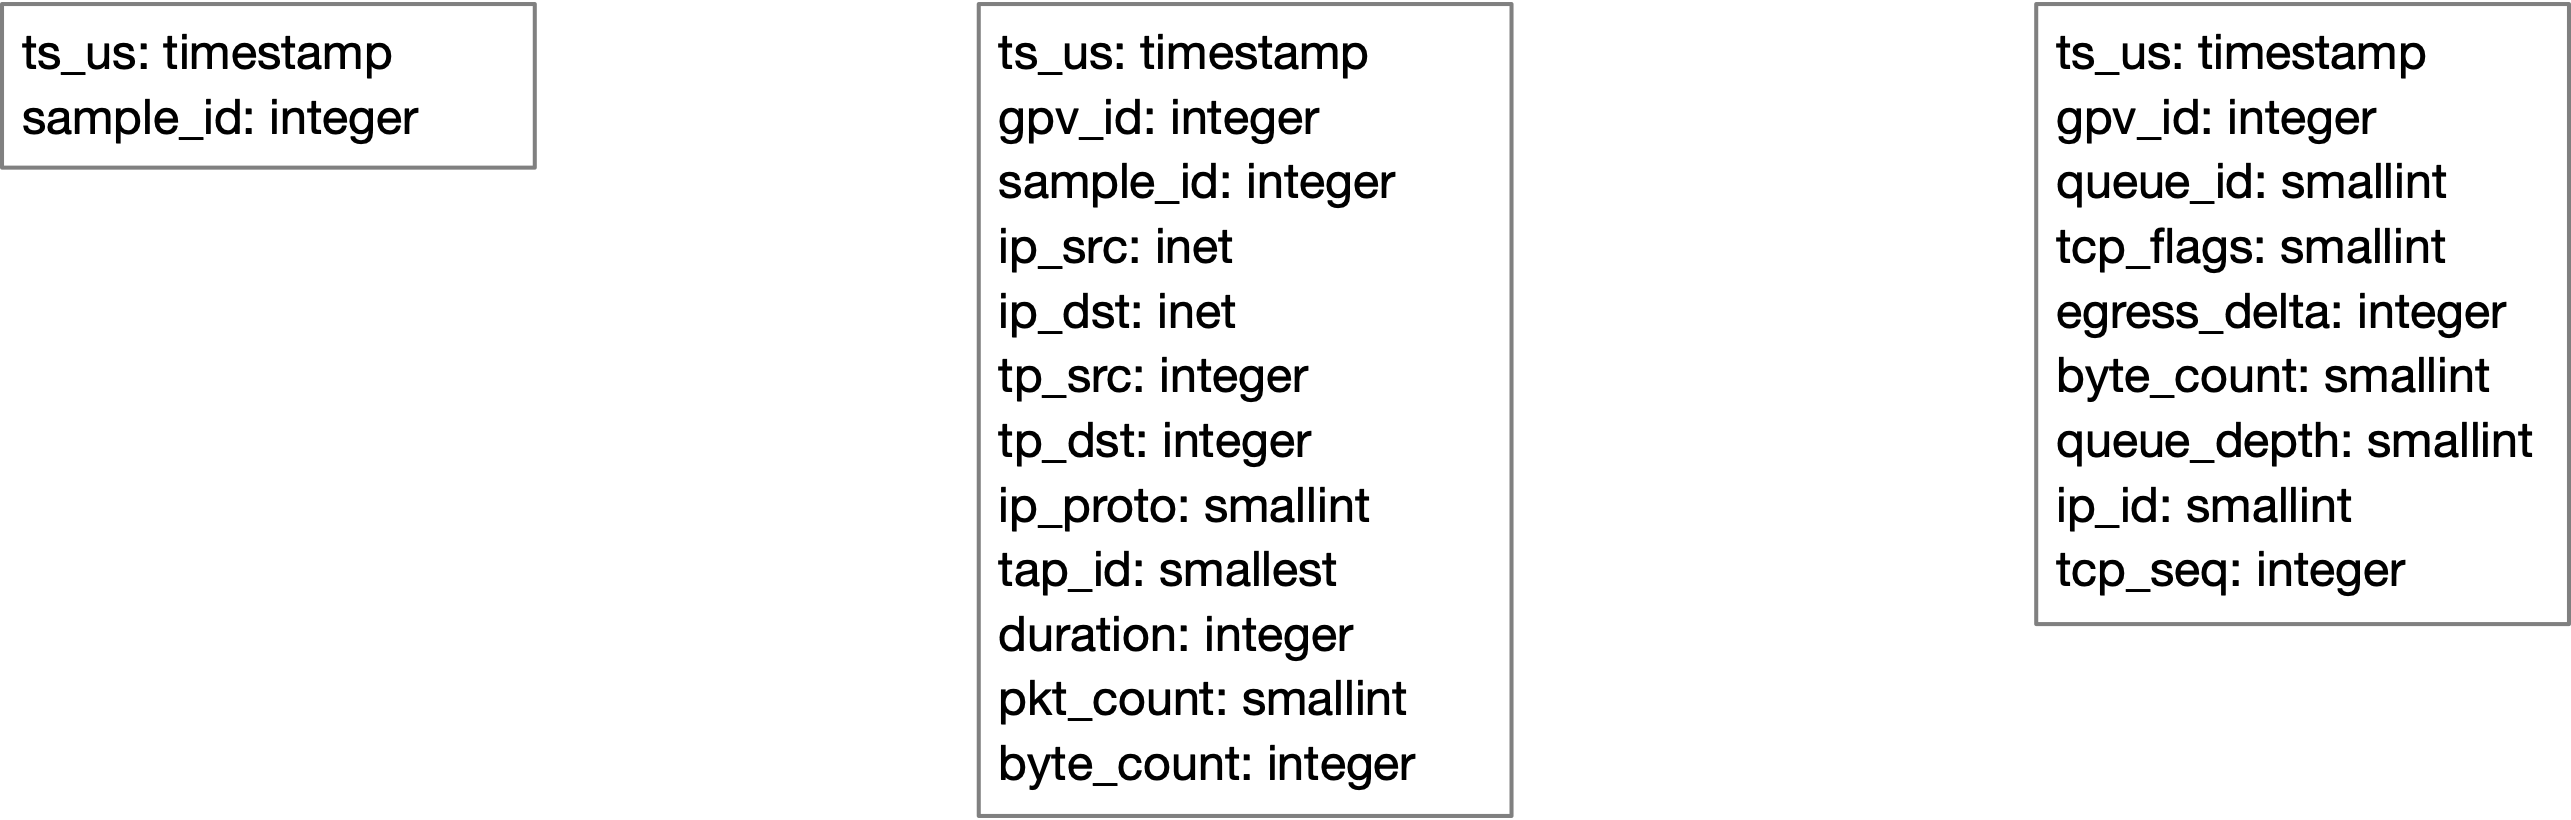 ts_us: timestamp
sample_id: integer
ts_us: timestamp
gpv_id: integer
sample_id: integer
ip_src: inet
ip_dst: inet
tp_src: integer
tp_dst: integer
ip_proto: smallint
tap_id: smallest
duration: integer
pkt_count: smallint
byte_count: integer
ts_us: timestamp
gpv_id: integer
queue_id: smallint
tcp_flags: smallint
egress_delta: integer
byte_count: smallint
queue_depth: smallint
ip_id: smallint
tcp_seq: integer